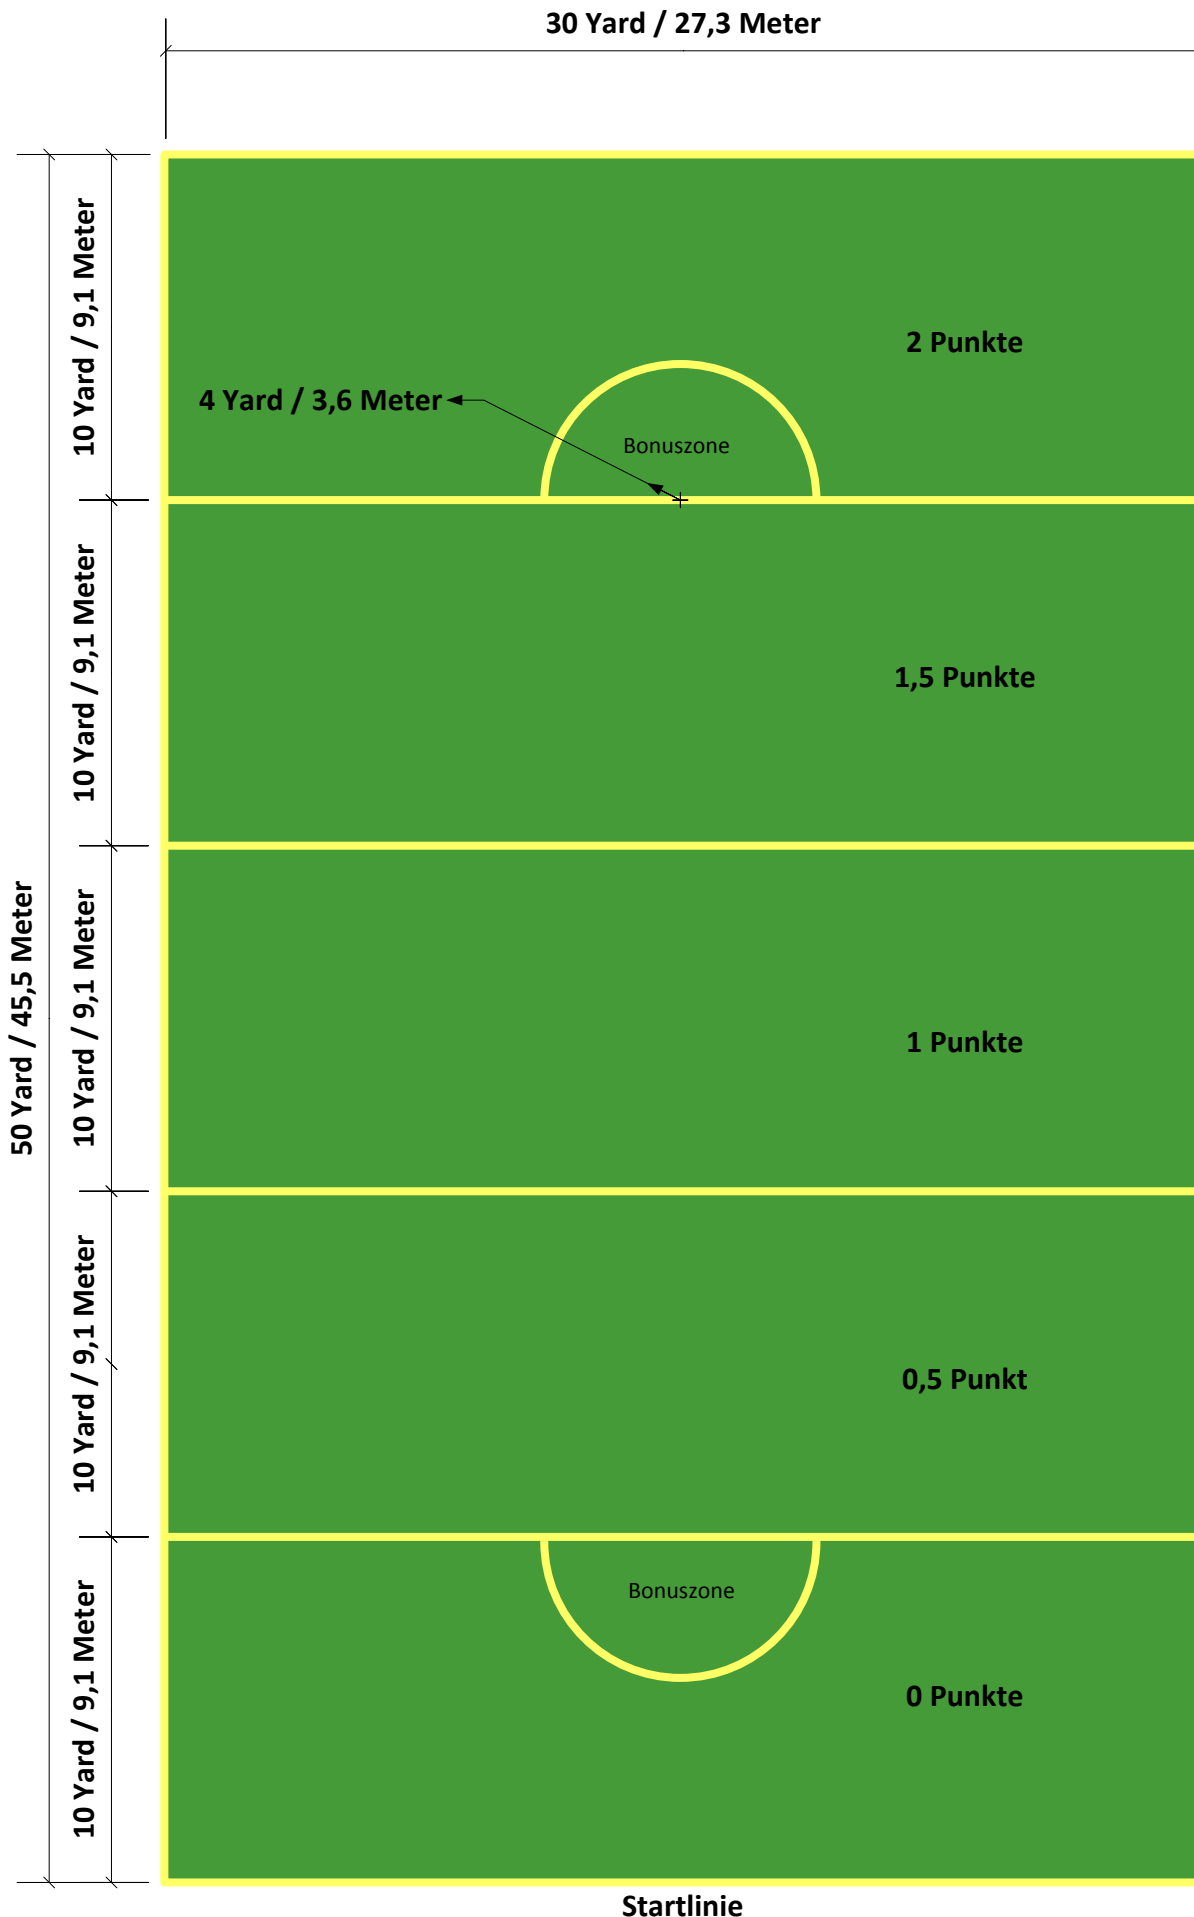 30 Yard / 27,3 Meter
10 Yard / 9,1 Meter
2 Punkte
4 Yard / 3,6 Meter
Bonuszone
10 Yard / 9,1 Meter
1,5 Punkte
50 Yard / 45,5 Meter
10 Yard / 9,1 Meter
1 Punkte
10 Yard / 9,1 Meter
0,5 Punkt
10 Yard / 9,1 Meter
Bonuszone
0 Punkte
Startlinie